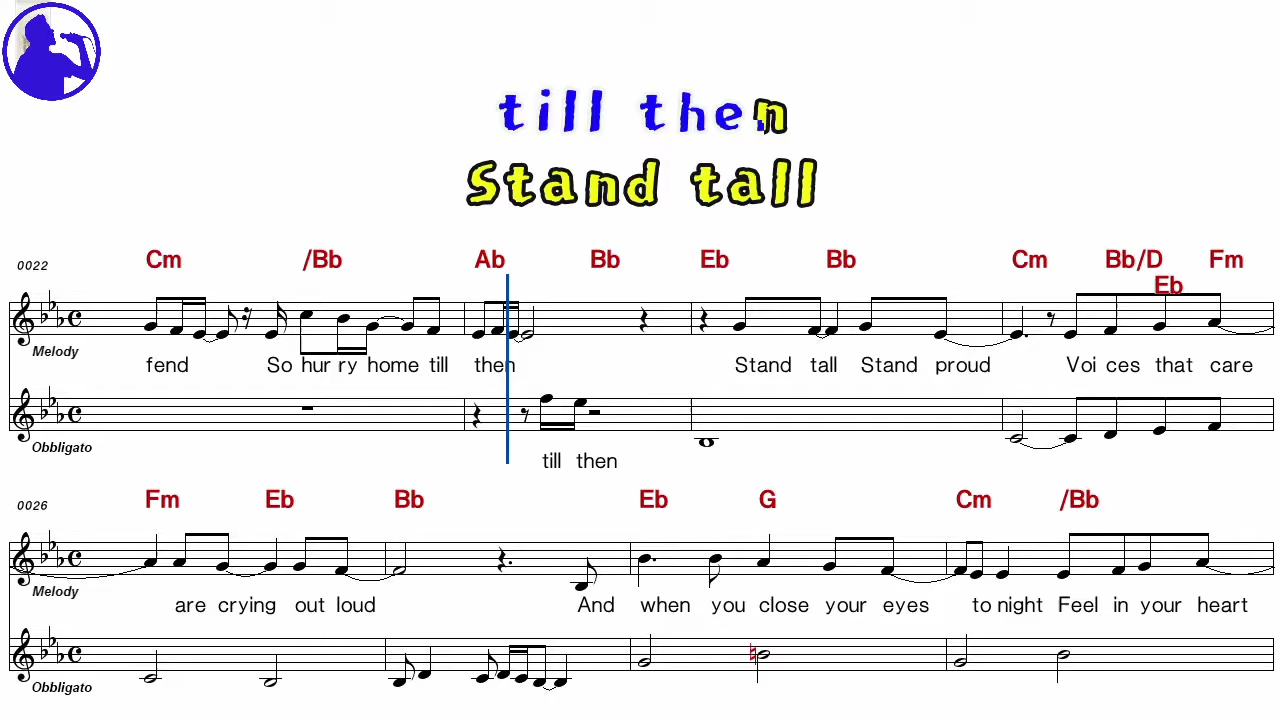 till then
Stand tall
0022 Cm /Bb Ab Bb Eb Bb Cm Bb/D Fm
Eb
Melody
fend So hur ry home till then Stand tall Stand proud Voi ces that care
Obbligato
till then
0026 Fm Eb Bb Eb G Cm /Bb
Melody
are crying out loud And when you close your eyes to night Feel in your heart
Obbligato